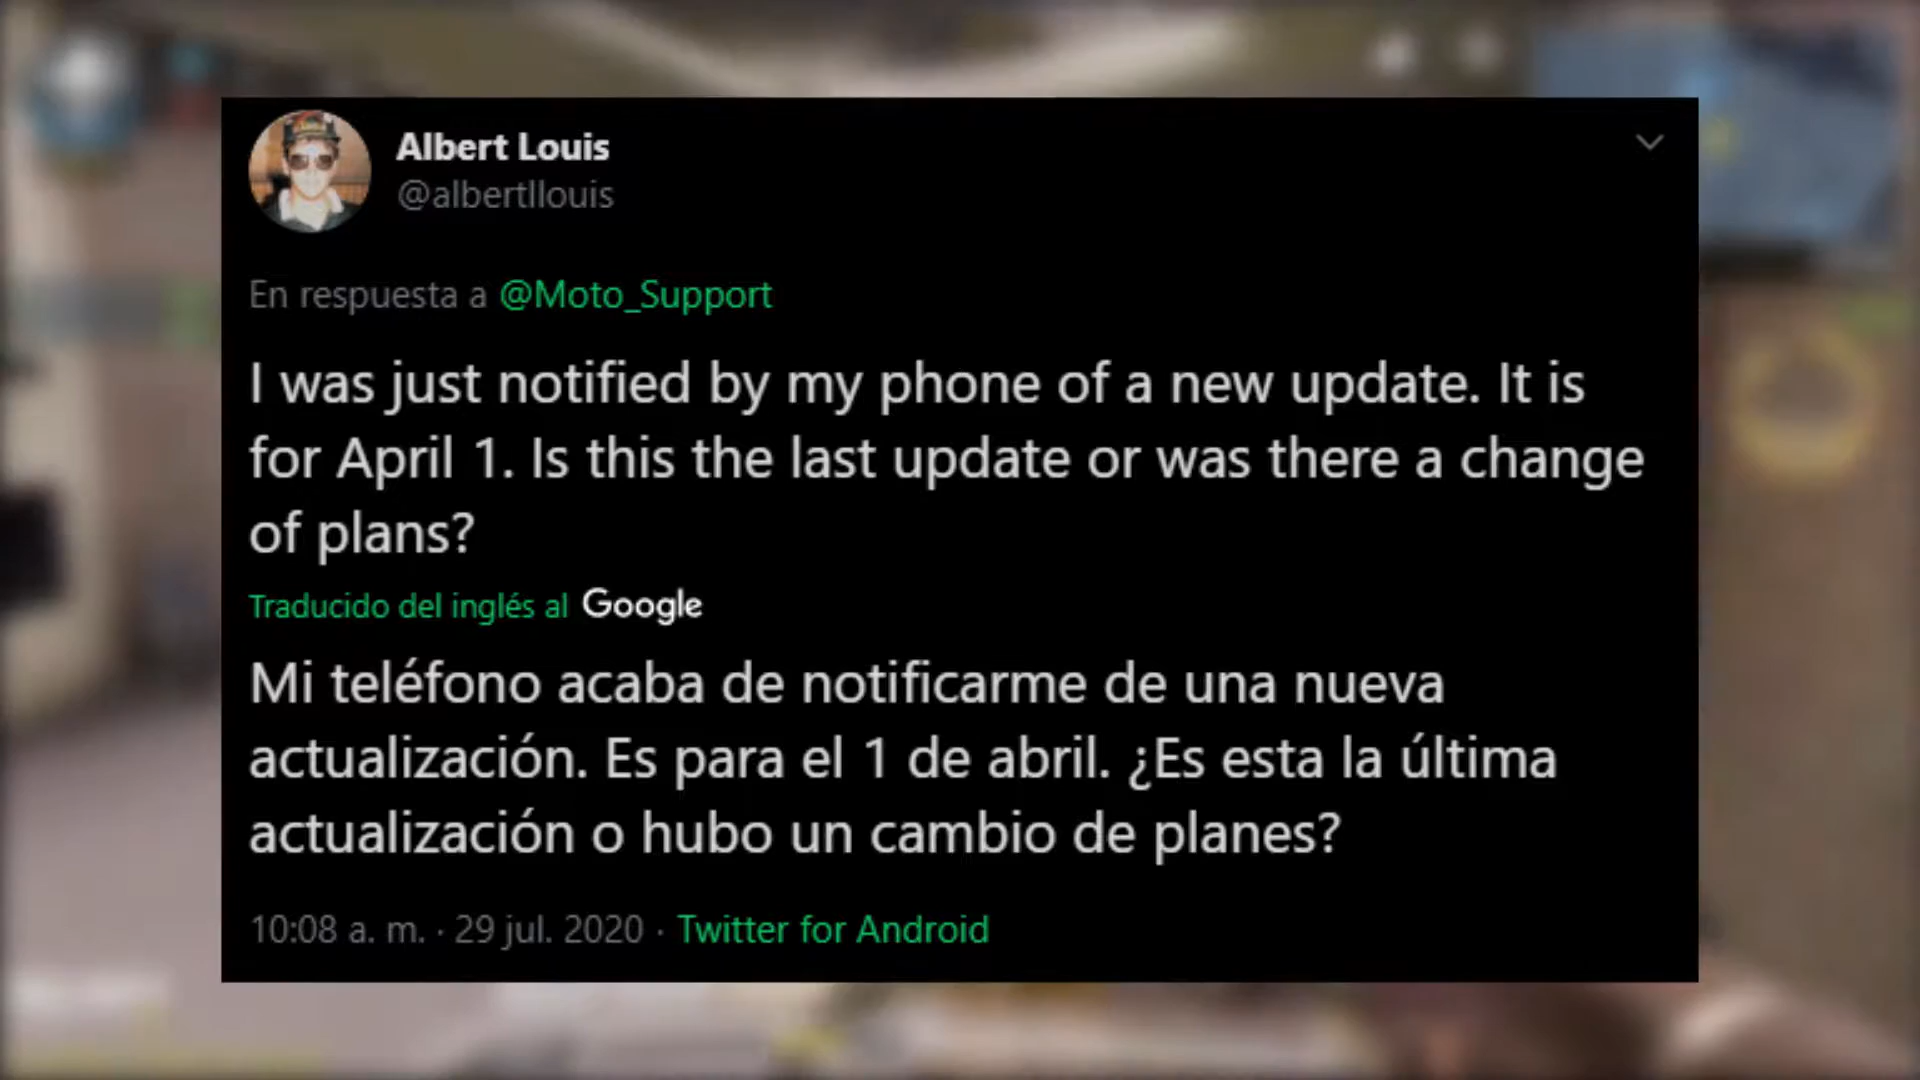 Albert Louis
@albertllouis
En respuesta a @Moto_Support
I was just notified by my phone of a new update. It is
for April 1. Is this the last update or was there a change
of plans?
Traducido del inglés al Google
Mi teléfono acaba de notificarme de una nueva
actualización. Es para el 1 de abril. ¿Es esta la última
actualización o hubo un cambio de planes?
10:08 a. m. · 29 jul. 2020 · Twitter for Android